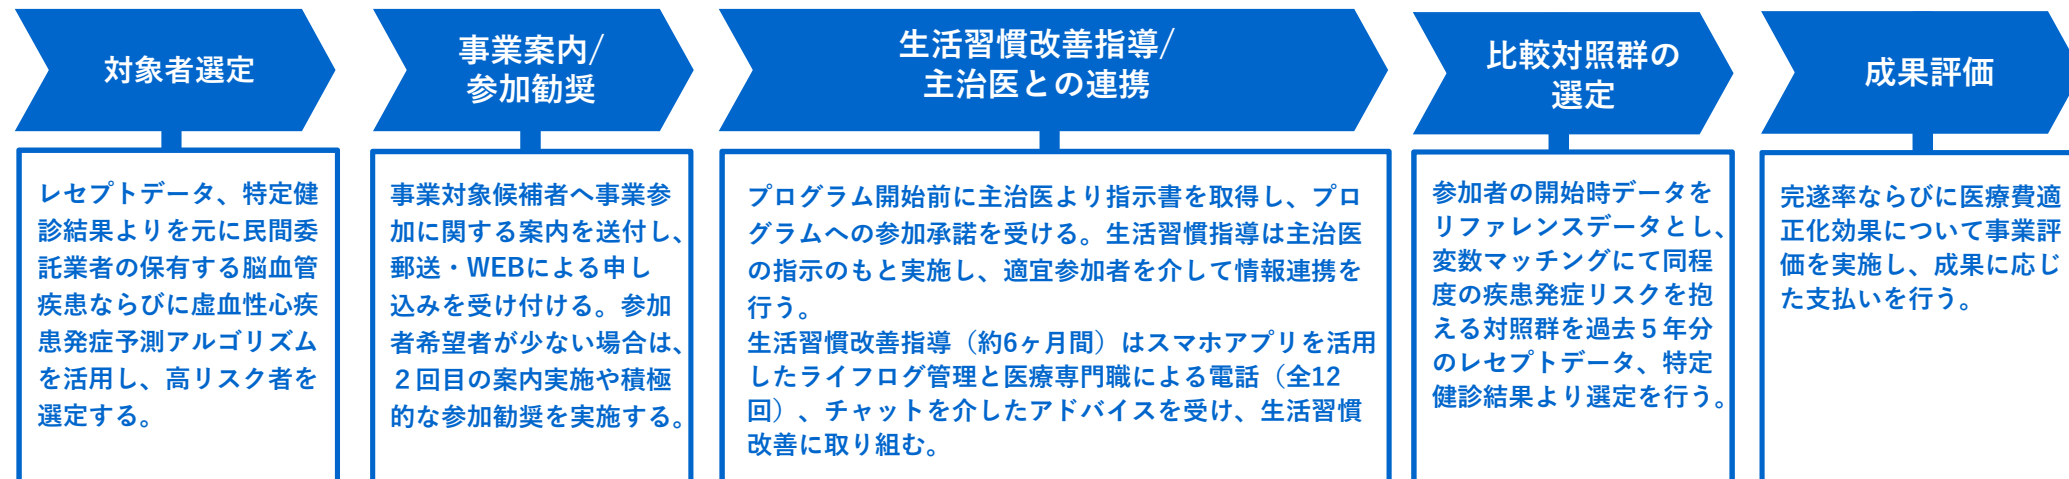 対象者選定
レセプトデータ、特定健
診結果よりを元に民間委
託業者の保有する脳血管
疾患ならびに虚血性心疾
患発症予測アルゴリズム
を活用し、高リスク者を
選定する。
事業案内/
参加勧奨
事業対象候補者へ事業参
加に関する案内を送付し、
郵送・WEBによる申し
込みを受け付ける。参加
者希望者が少ない場合は、
２回目の案内実施や積極
的な参加勧奨を実施する。
生活習慣改善指導/
主治医との連携
プログラム開始前に主治医より指示書を取得し、プロ
グラムへの参加承諾を受ける。生活習慣指導は主治医
の指示のもと実施し、適宜参加者を介して情報連携を
行う。
生活習慣改善指導（約6ヶ月間）はスマホアプリを活用
したライフログ管理と医療専門職による電話（全12
回）、チャットを介したアドバイスを受け、生活習慣
改善に取り組む。
比較対照群の
選定
参加者の開始時データを
リファレンスデータとし、
変数マッチングにて同程
度の疾患発症リスクを抱
える対照群を過去５年分
のレセプトデータ、特定
健診結果より選定を行う。
成果評価
完遂率ならびに医療費適
正化効果について事業評
価を実施し、成果に応じ
た支払いを行う。